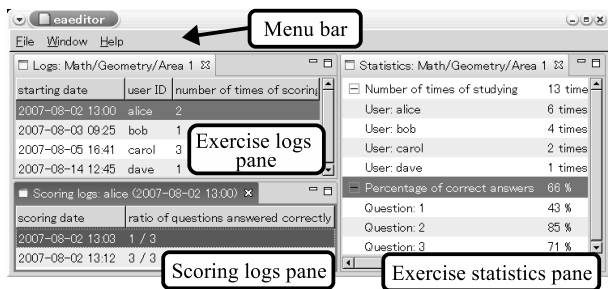 eaeditor
File Window Help
Menu bar
Logs: Math/Geometry/Area 1
starting date user ID number of times of scoring
2007-08-02 13:00 alice 2
2007-08-03 09:25 bob 1
2007-08-05 16:41 carol 3
2007-08-14 12:45 dave 1
Exercise logs
pane
Scoring logs: alice (2007-08-02 13:00)
scoring date ratio of questions answered correctly
2007-08-02 13:03 1 / 3
2007-08-02 13:12 3 / 3
Scoring logs pane
Statistics: Math/Geometry/Area 1
Number of times of studying 13 time
User: alice 6 times
User: bob 4 times
User: carol 2 times
User: dave 1 times
Percentage of correct answers 66 %
Question: 1 43 %
Question: 2 85 %
Question: 3 71 %
Exercise statistics pane